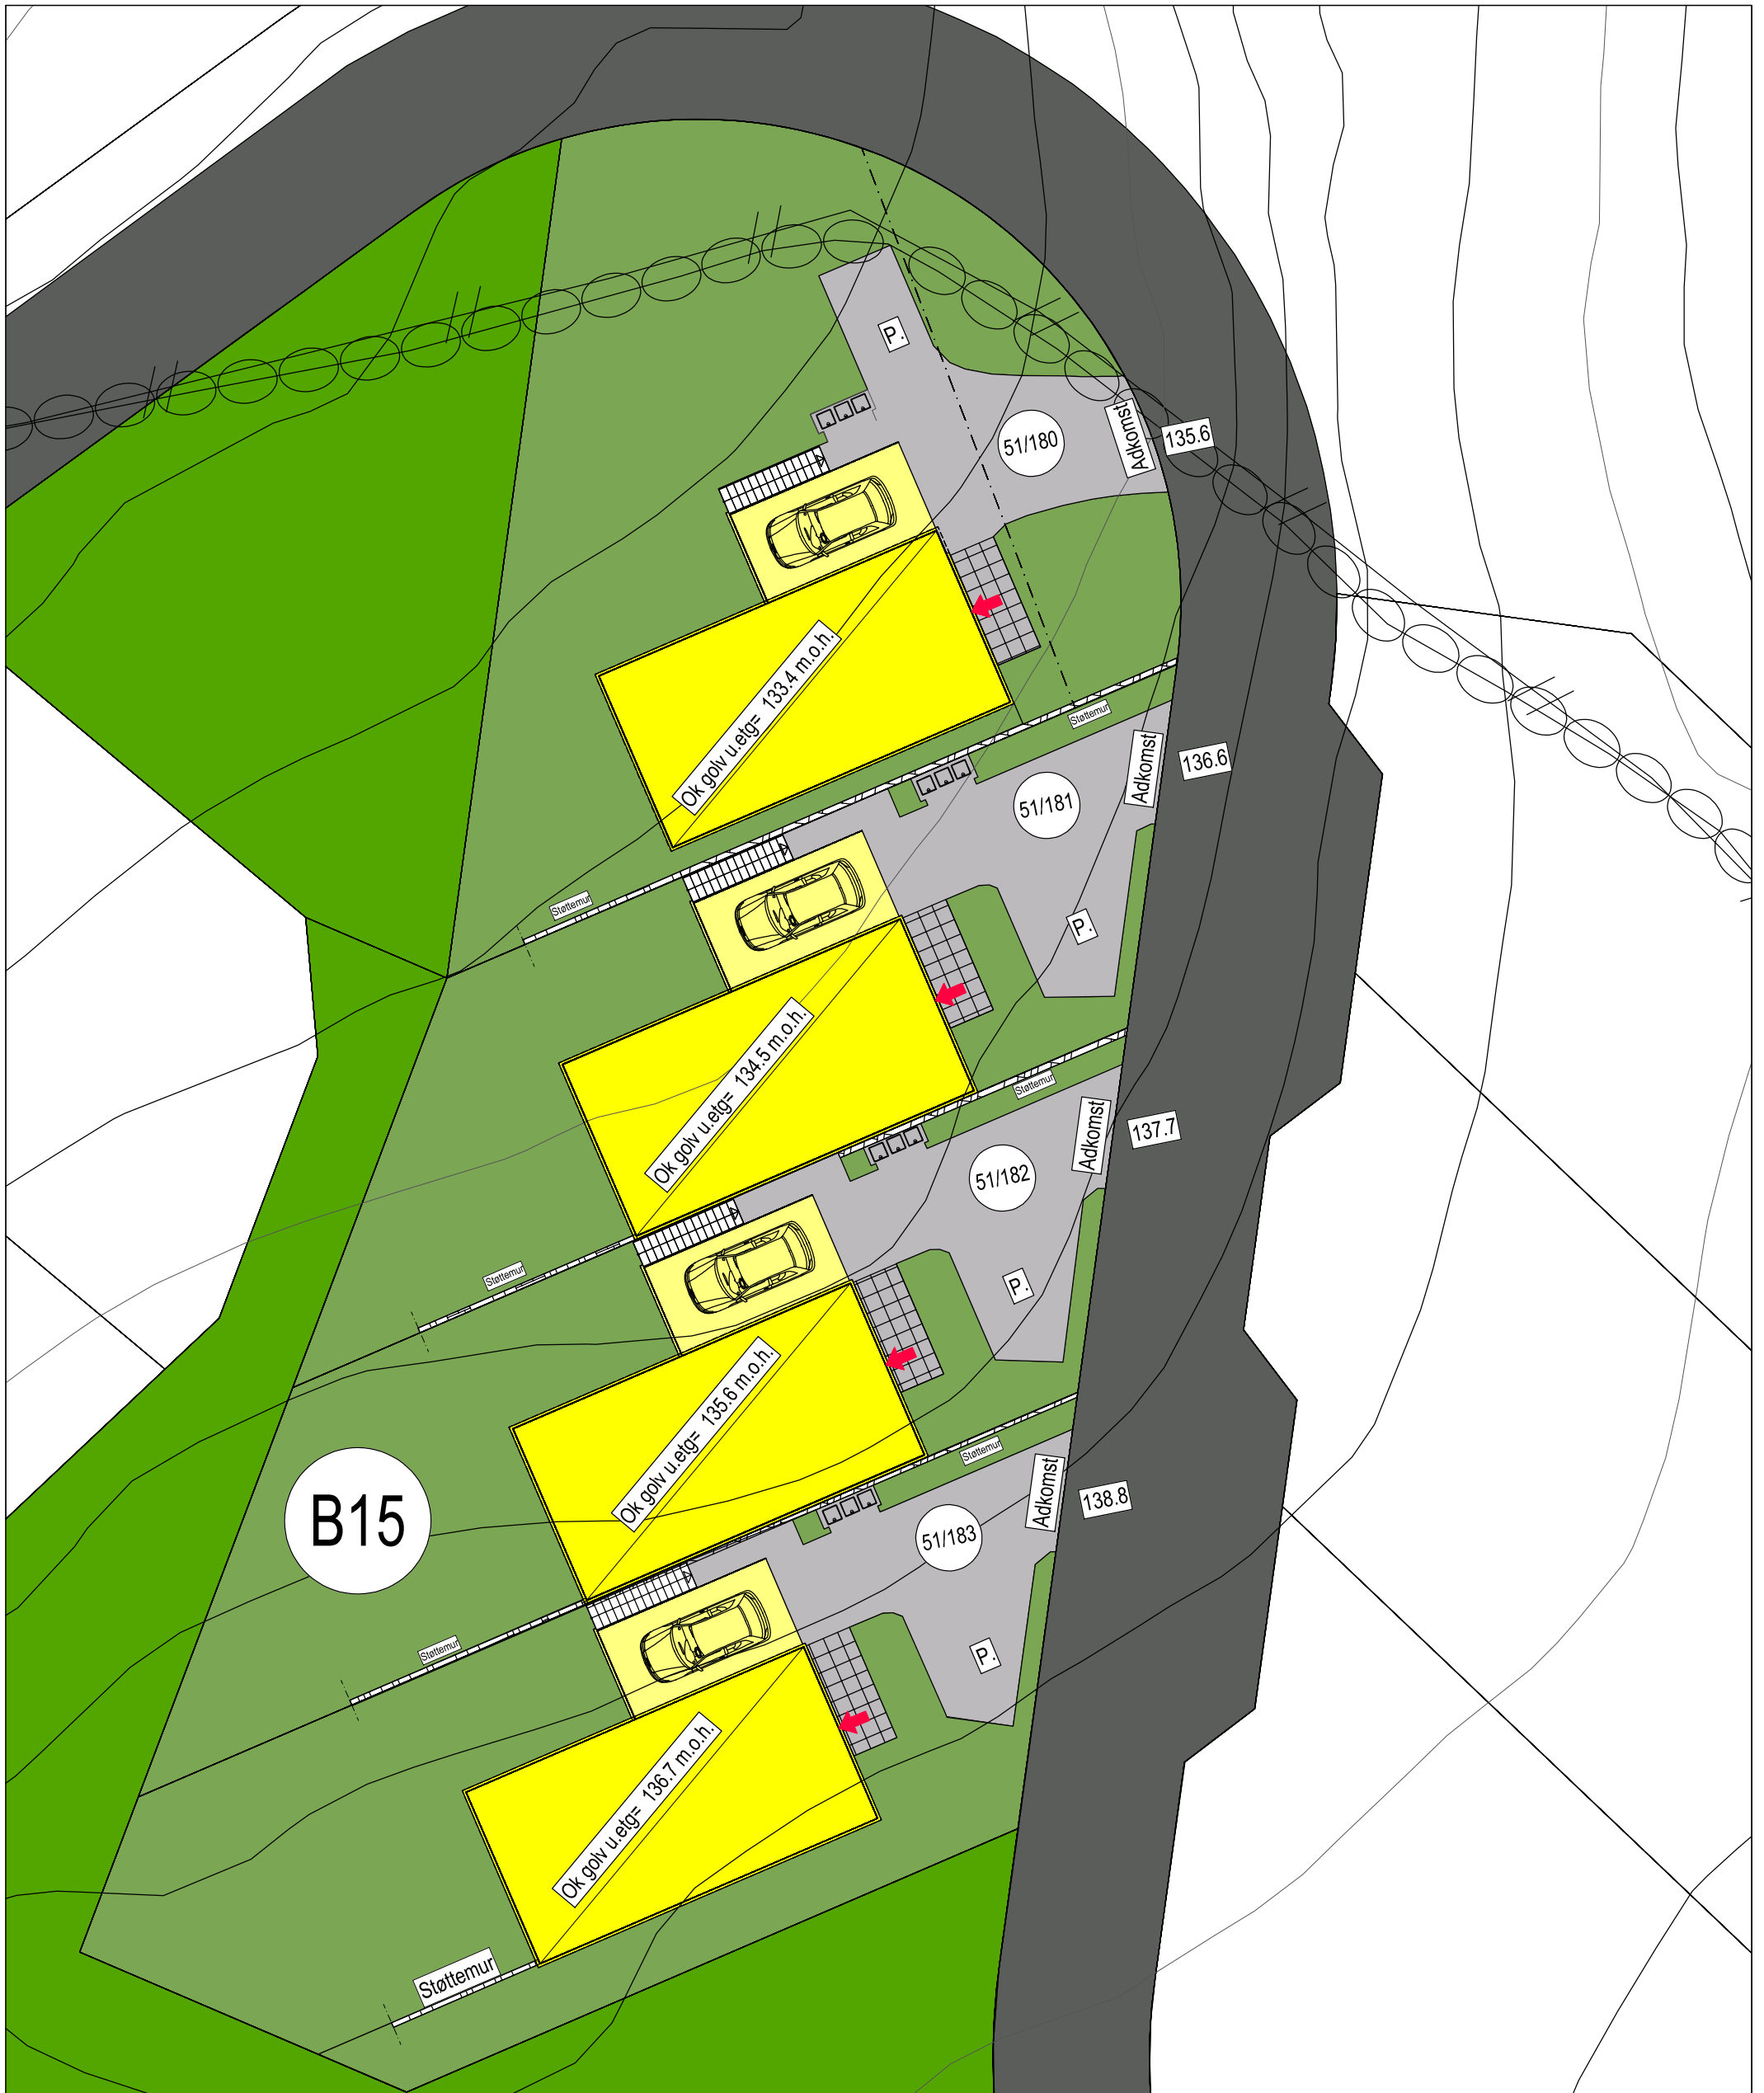 P.
51/180
Adkomst
135.6
Ok golv u.etg= 133.4 m.o.h.
Støttemur
Adkomst
136.6
51/181
Støttemur
P.
Ok golv u.etg= 134.5 m.o.h.
Støttemur
Adkomst
137.7
51/182
Støttemur
P.
Ok golv u.etg= 135.6 m.o.h.
Støttemur
Adkomst
138.8
B15
51/183
Støttemur
P.
Ok golv u.etg= 136.7 m.o.h.
Støttemur